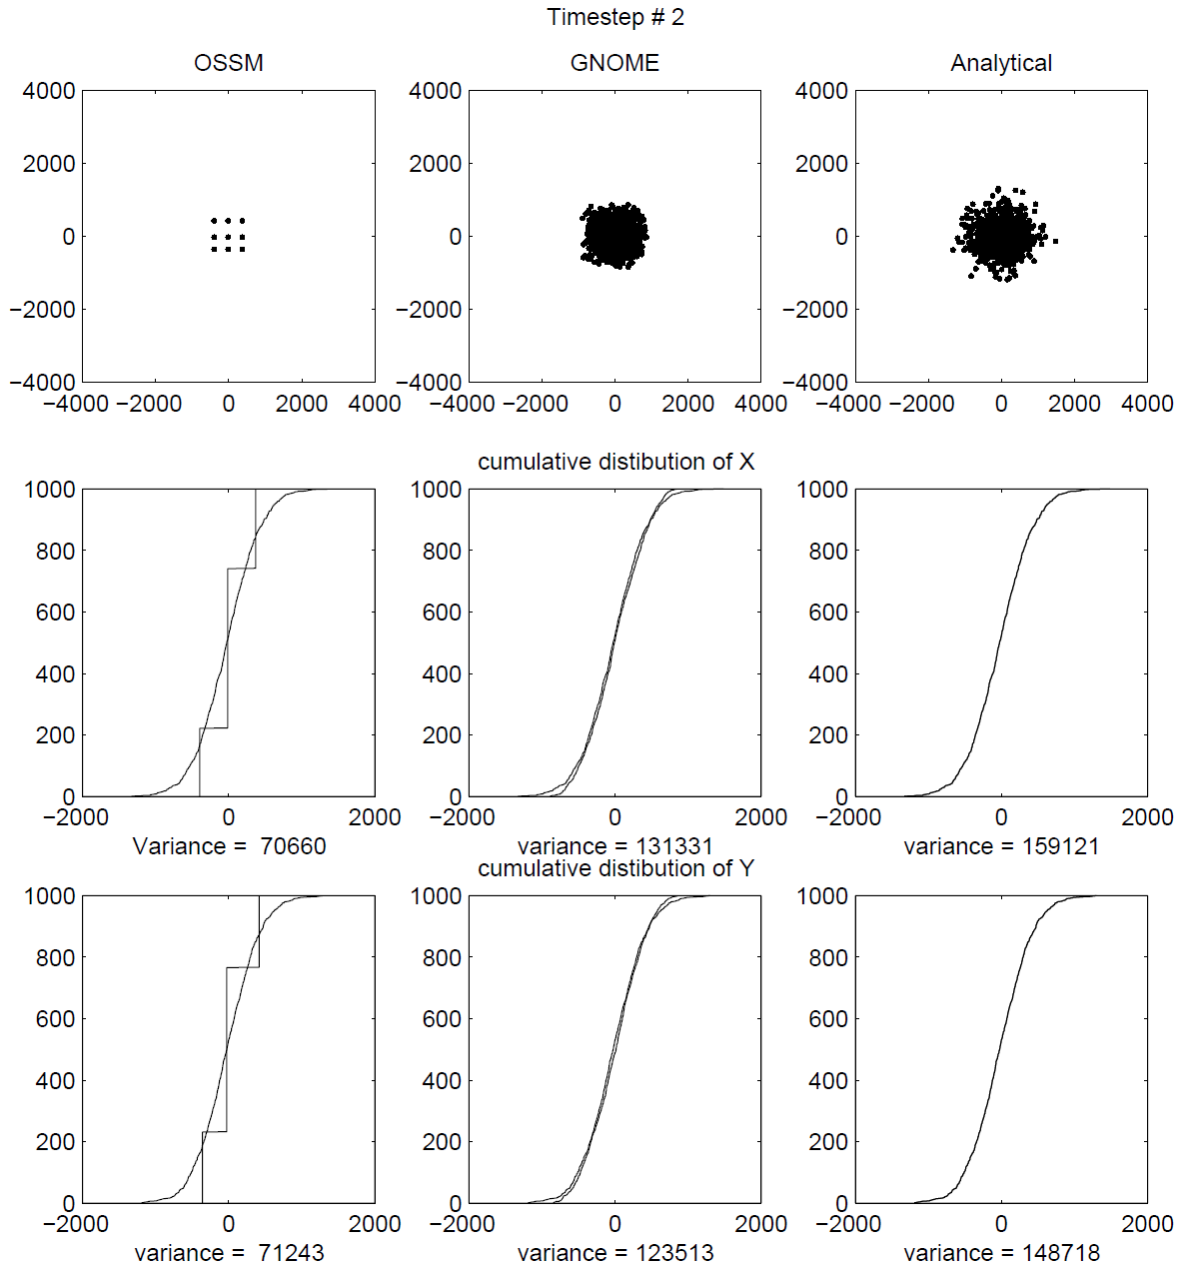 Timestep # 2
OSSM GNOME Analytical
4000 4000 4000
2000 2000 2000
0 0 0
−2000 −2000 −2000
−4000 −4000 −4000
−4000 −2000 0 2000 4000 −4000 −2000 0 2000 4000 −4000 −2000 0 2000 4000
cumulative distibution of X
1000 1000 1000
800 800 800
600 600 600
400 400 400
200 200 200
0 0 0
−2000 0 2000 −2000 0 2000 −2000 0 2000
Variance = 70660 variance = 131331 variance = 159121
cumulative distibution of Y
1000 1000 1000
800 800 800
600 600 600
400 400 400
200 200 200
0 0 0
−2000 0 2000 −2000 0 2000 −2000 0 2000
variance = 71243 variance = 123513 variance = 148718